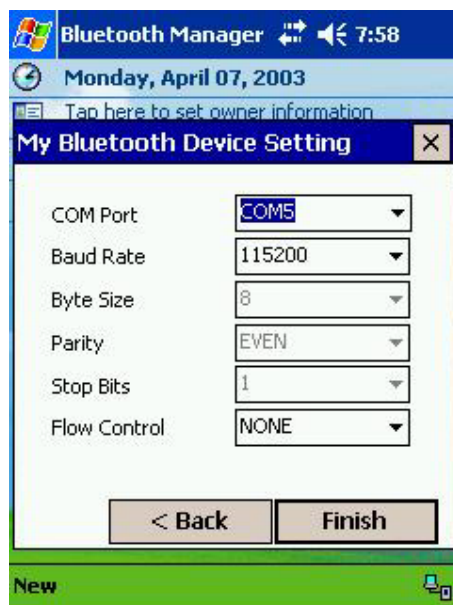 Bluetooth Manager 7:58
Monday, April 07, 2003
Tap here to set owner information
My Bluetooth Device Setting
COM Port COM5
Baud Rate 115200
Byte Size 8
Parity EVEN
Stop Bits 1
Flow Control NONE
< Back Finish
New